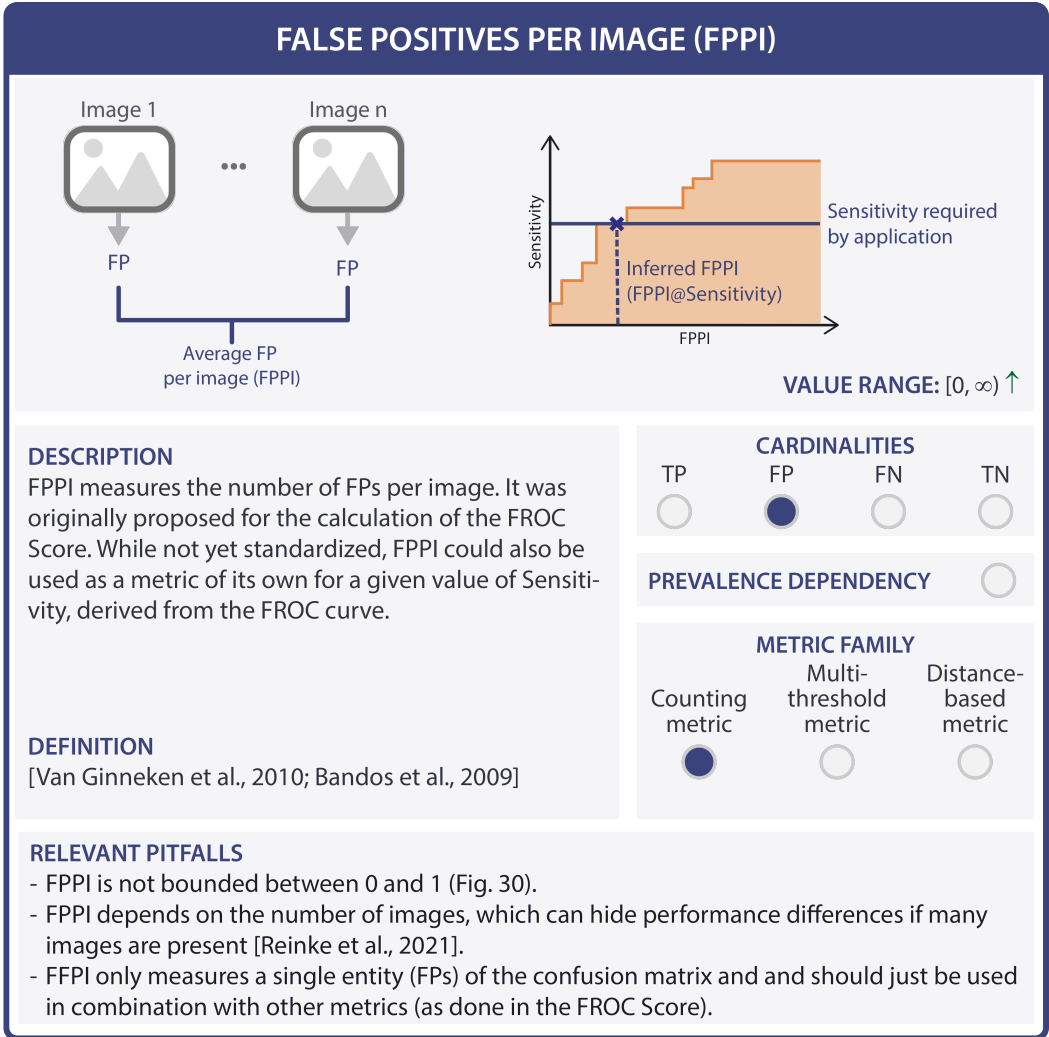 FALSE POSITIVES PER IMAGE (FPPI)
Image 1
Image n
...
FP
FP
Average FP
per image (FPPI)
Sensitivity
Sensitivity required
by application
Inferred FPPI
(FPPI@Sensitivity)
FPPI
VALUE RANGE: [0, ∞) ↑
DESCRIPTION
FPPI measures the number of FPs per image. It was
originally proposed for the calculation of the FROC
Score. While not yet standardized, FPPI could also be
used as a metric of its own for a given value of Sensiti-
vity, derived from the FROC curve.
DEFINITION
[Van Ginneken et al., 2010; Bandos et al., 2009]
CARDINALITIES
TP FP FN TN
PREVALENCE DEPENDENCY
METRIC FAMILY
Counting
metric
Multi-
threshold
metric
Distance-
based
metric
RELEVANT PITFALLS
- FPPI is not bounded between 0 and 1 (Fig. 30).
- FPPI depends on the number of images, which can hide performance differences if many
images are present [Reinke et al., 2021].
- FFPI only measures a single entity (FPs) of the confusion matrix and and should just be used
in combination with other metrics (as done in the FROC Score).